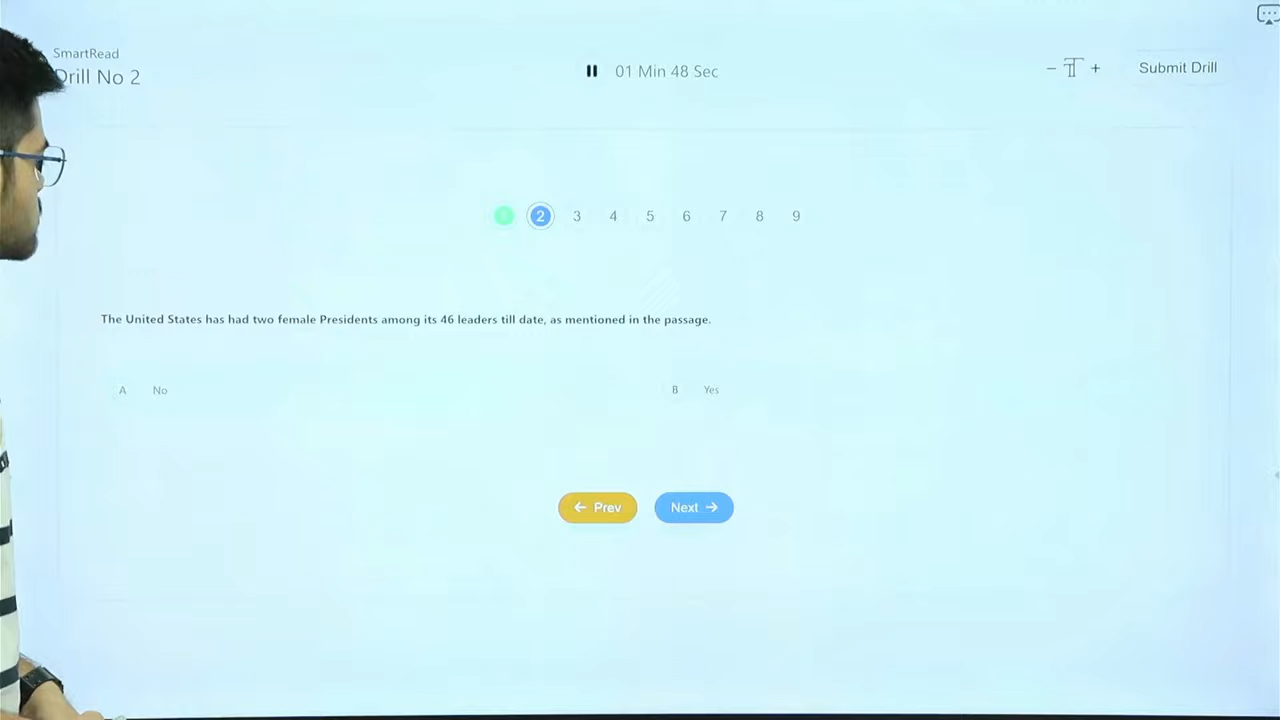 SmartRead
Drill No 2
01 Min 48 Sec
− T +
Submit Drill
1 2 3 4 5 6 7 8 9
The United States has had two female Presidents among its 46 leaders till date, as mentioned in the passage.
A No
B Yes
← Prev
Next →